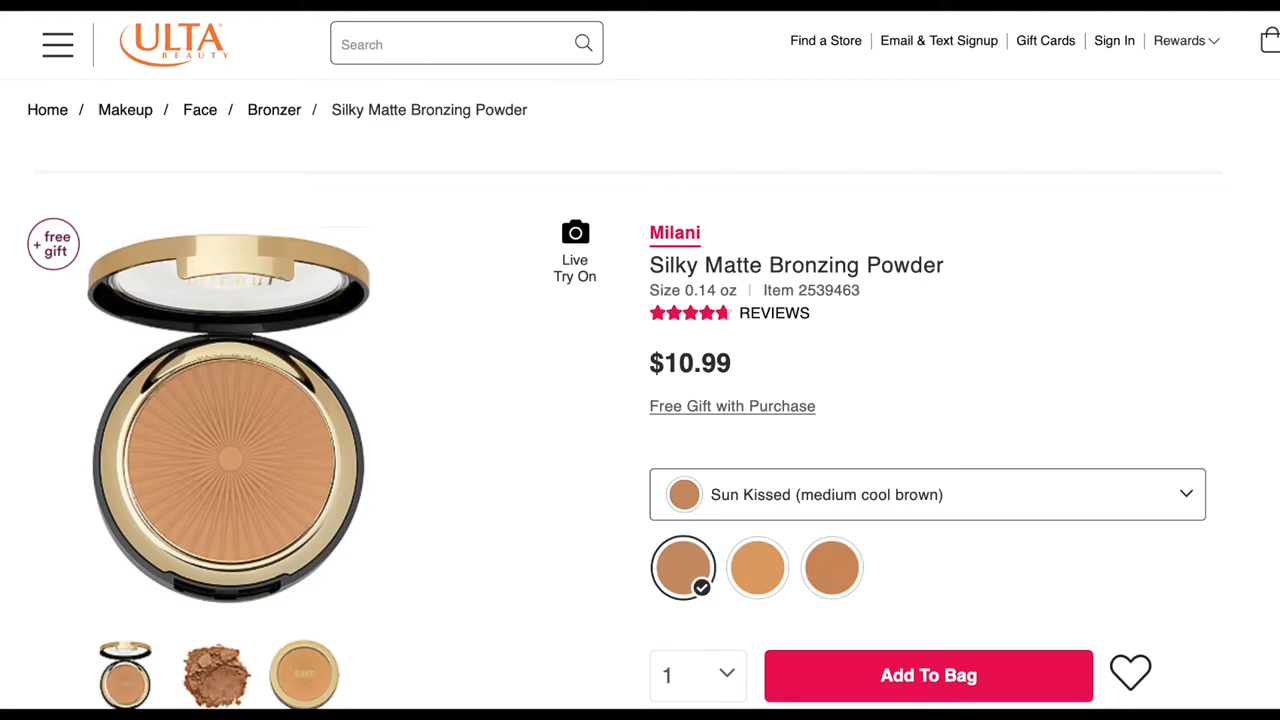 ULTA
BEAUTY
Search
Find a Store
Email & Text Signup
Gift Cards
Sign In
Rewards
Home / Makeup / Face / Bronzer / Silky Matte Bronzing Powder
+ free
gift
Live
Try On
Milani
Silky Matte Bronzing Powder
Size 0.14 oz | Item 2539463
REVIEWS
$10.99
Free Gift with Purchase
Sun Kissed (medium cool brown)
1
Add To Bag